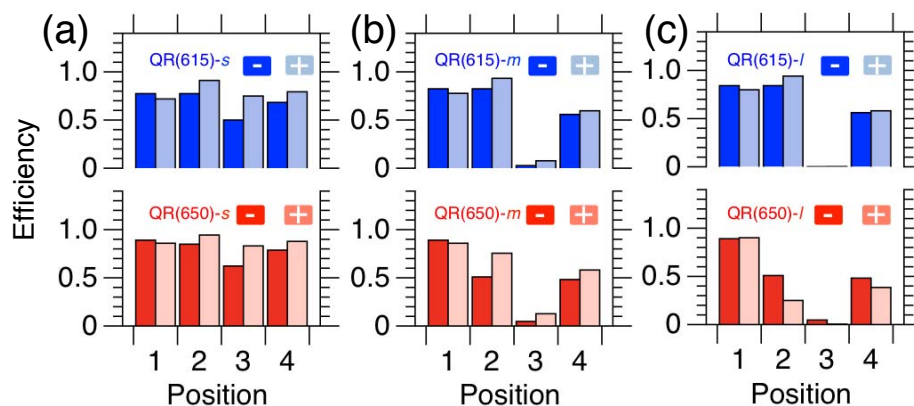 (a)
QR(615)-s - +
1.0
0.5
0
QR(650)-s - +
1.0
0.5
0
1 2 3 4
Position
Efficiency
(b)
QR(615)-m - +
QR(650)-m - +
1 2 3 4
Position
(c)
QR(615)-l - +
QR(650)-l - +
1 2 3 4
Position
1.0
0.5
0
1.0
0.5
0
1.0
0.5
0
1.0
0.5
0